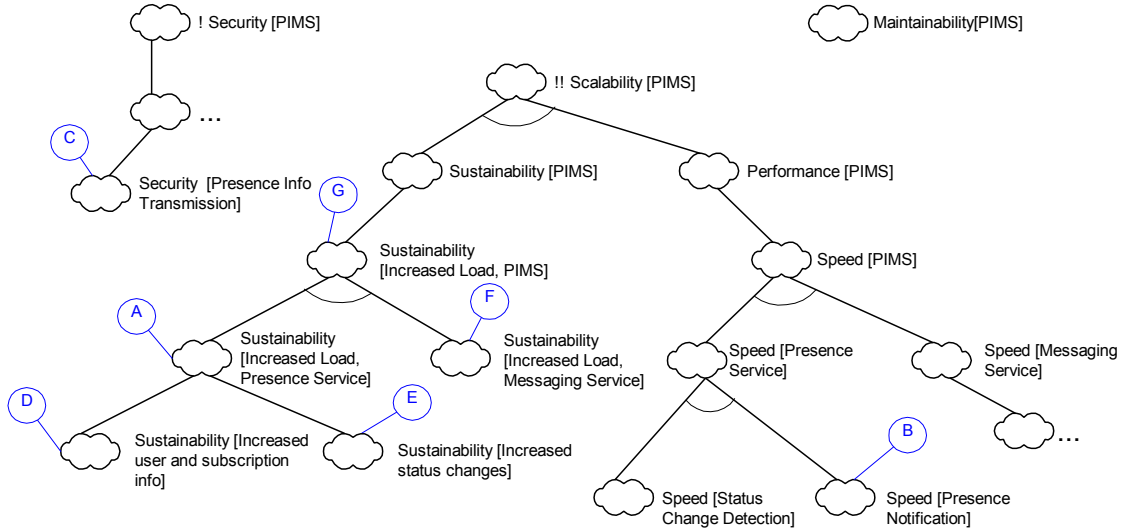 ! Security [PIMS]
Maintainability[PIMS]
!! Scalability [PIMS]
...
C
Security [Presence Info
Transmission]
Sustainability [PIMS]
Performance [PIMS]
G
Sustainability
[Increased Load, PIMS]
Speed [PIMS]
A
F
Sustainability
[Increased Load,
Presence Service]
Sustainability
[Increased Load,
Messaging Service]
Speed [Presence
Service]
Speed [Messaging
Service]
D
E
B
...
Sustainability [Increased
user and subscription
info]
Sustainability [Increased
status changes]
Speed [Status
Change Detection]
Speed [Presence
Notification]